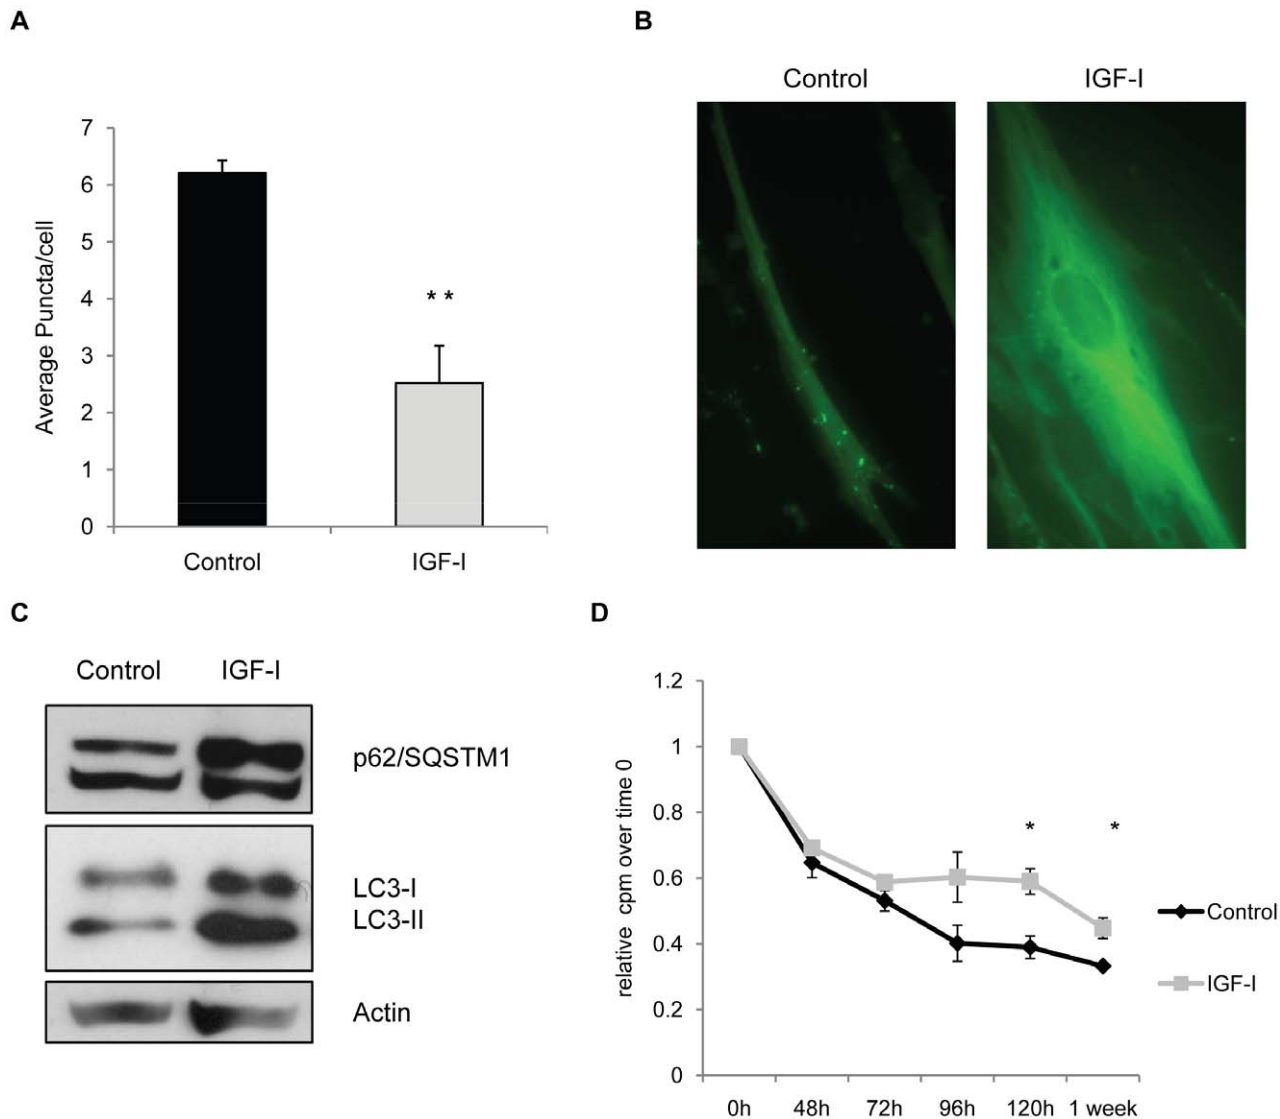 A
7
6
5
4
3
2
1
0
Average Puncta/cell
* *
Control
IGF-I
B
Control
IGF-I
C
Control
IGF-I
p62/SQSTM1
LC3-I
LC3-II
Actin
D
1.2
1
0.8
0.6
0.4
0.2
0
relative cpm over time 0
*
*
0h
48h
72h
96h
120h
1 week
Control
IGF-I